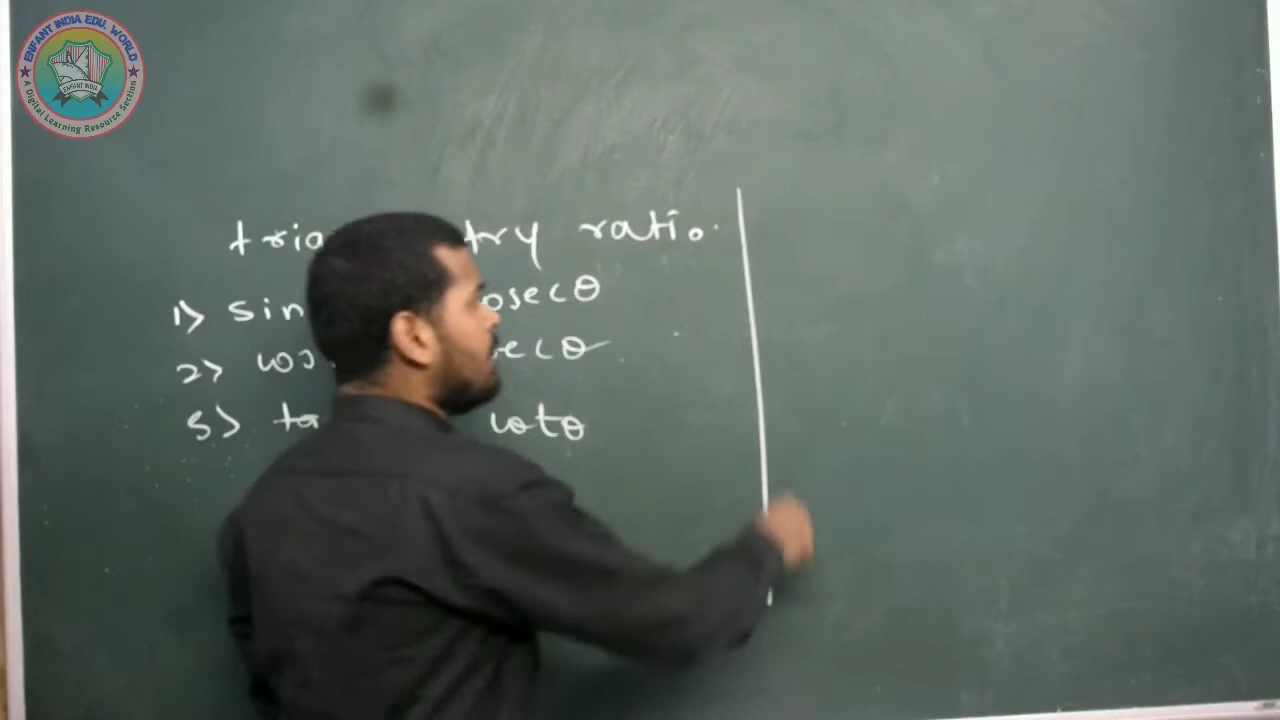 ENFANT INDIA EDU. WORLD
ENFANT INDIA
A Digital Learning Resource Section
try ratio.
1> sin osecθ
2> cos ecθ
3> ta cotθ